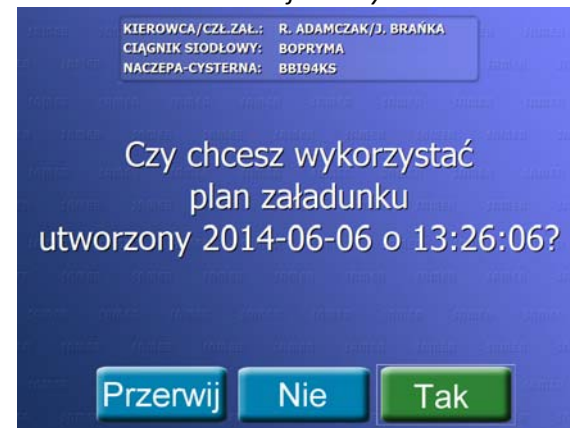 KIEROWCA/CZŁ.ZAŁ.: R. ADAMCZAK/J. BRAŃKA
CIĄGNIK SIODŁOWY: BOPRYMA
NACZEPA-CYSTERNA: BBI94KS
Czy chcesz wykorzystać
plan załadunku
utworzony 2014-06-06 o 13:26:06?
Przerwij Nie Tak